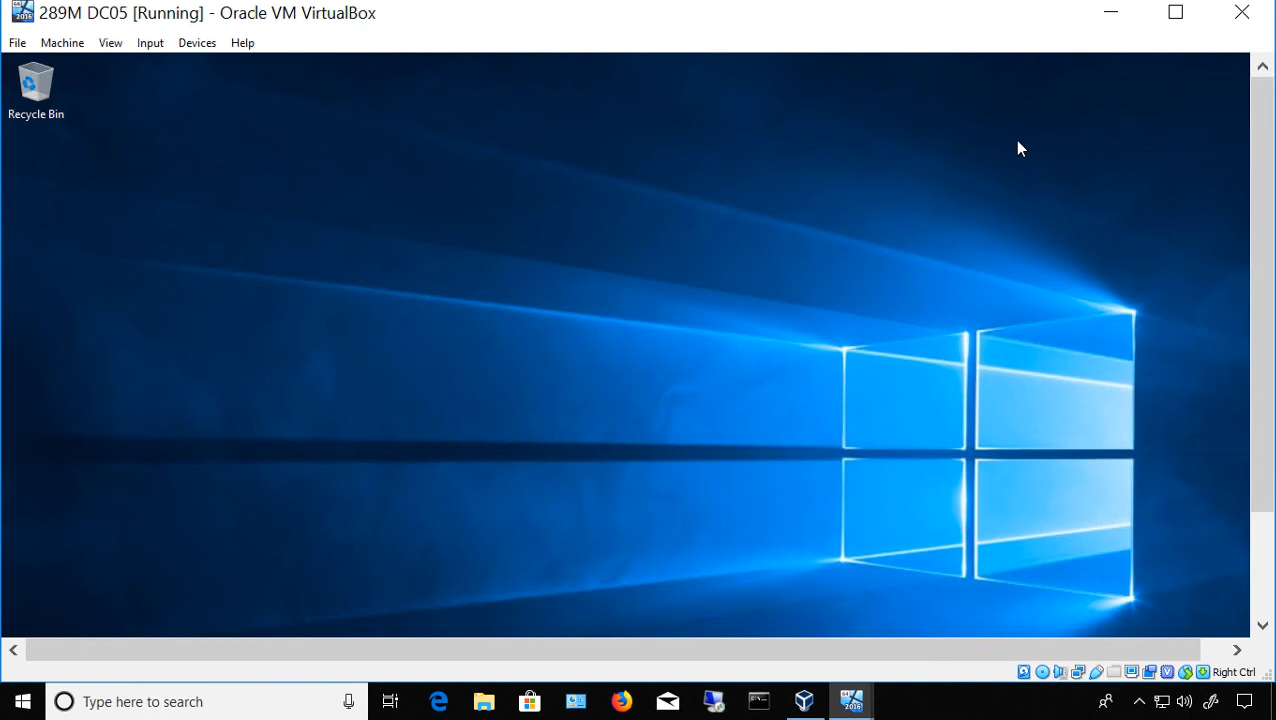 289M DC05 [Running] - Oracle VM VirtualBox
File Machine View Input Devices Help
Recycle Bin
Right Ctrl
Type here to search
2016